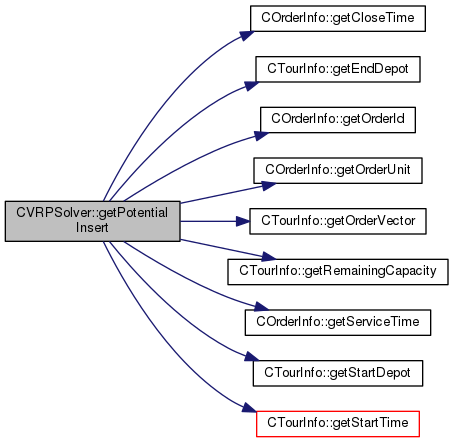 COrderInfo::getCloseTime
CTourInfo::getEndDepot
COrderInfo::getOrderId
COrderInfo::getOrderUnit
CVRPSolver::getPotential
Insert
CTourInfo::getOrderVector
CTourInfo::getRemainingCapacity
COrderInfo::getServiceTime
CTourInfo::getStartDepot
CTourInfo::getStartTime